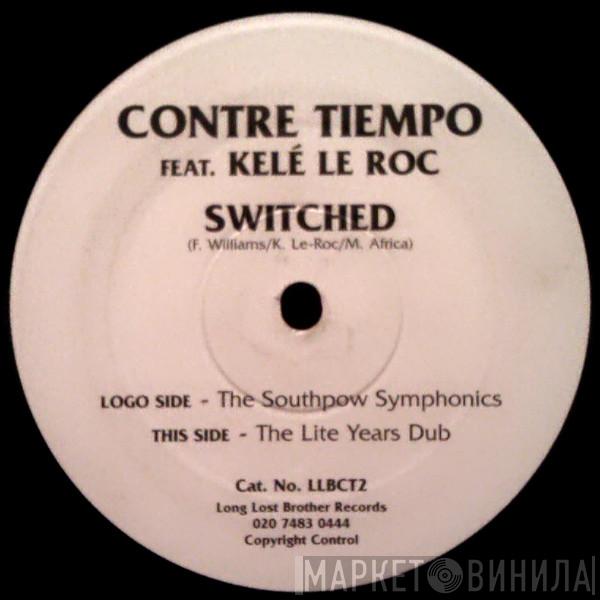 CONTRE TIEMPO
FEAT. KELÉ LE ROC
SWITCHED
(F. Williams/K. Le-Roc/M. Africa)
LOGO SIDE - The Southpow Symphonics
THIS SIDE - The Lite Years Dub
Cat. No. LLBCT2
Long Lost Brother Records
020 7483 0444
Copyright Control
МАРКЕТ ВИНИЛА